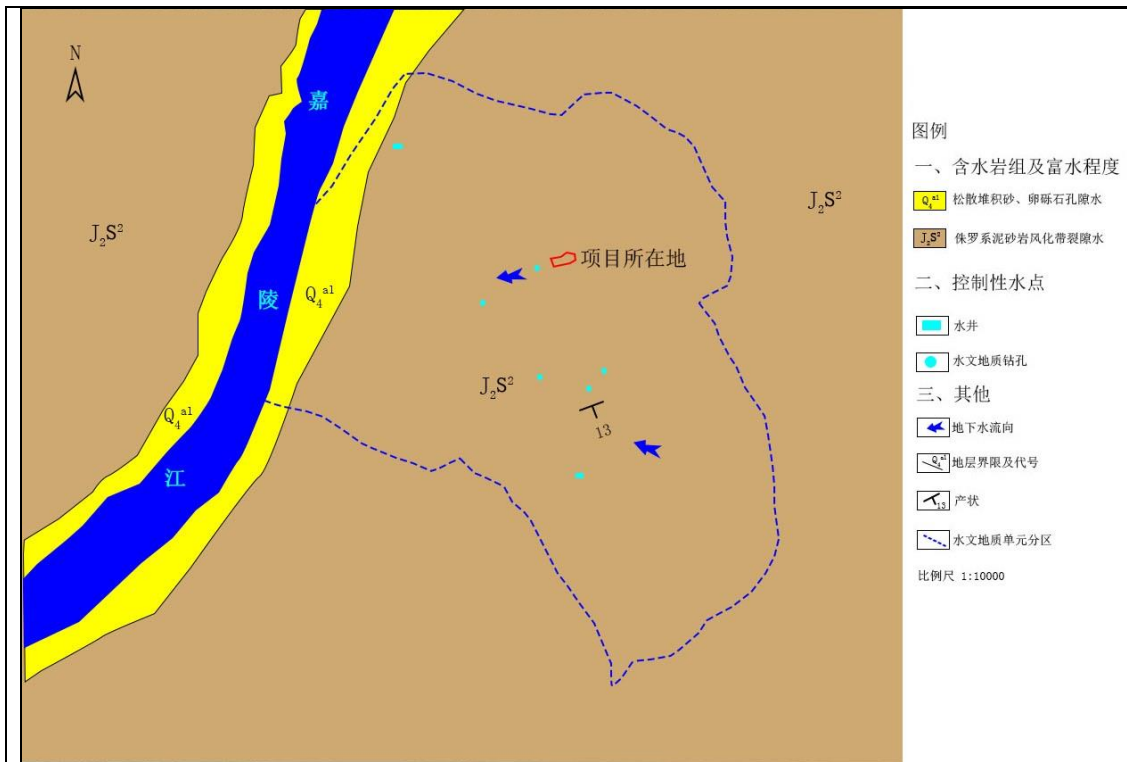 N
嘉
陵
江
J₂S²
J₂S²
项目所在地
Q₄ᵃˡ
J₂S²
Q₄ᵃˡ
13
图例
一、含水岩组及富水程度
Q₄ᵃˡ 松散堆积砂、卵砾石孔隙水
J₂S² 侏罗系泥砂岩风化带裂隙水
二、控制性水点
水井
水文地质钻孔
三、其他
地下水流向
Q₄ᵃˡ 地层界限及代号
13 产状
水文地质单元分区
比例尺 1:10000